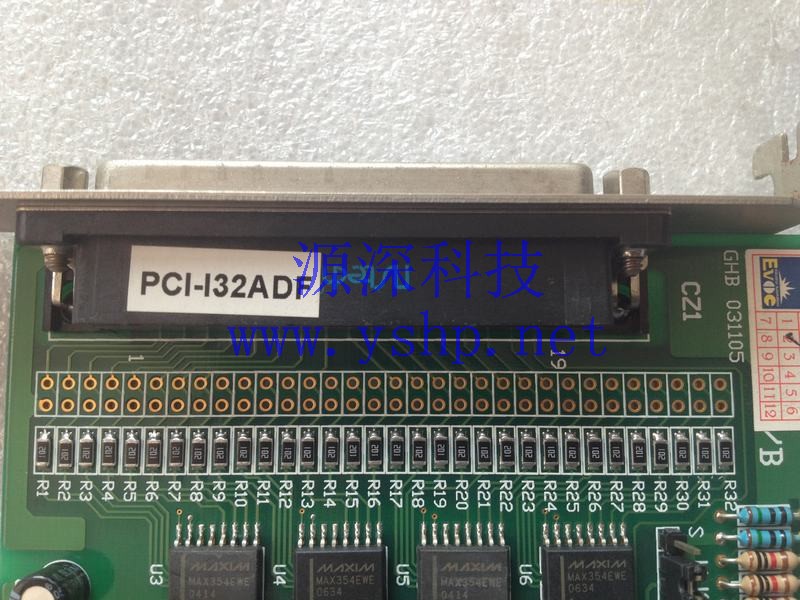 源深科技
www.yshp.net
PCI-I32ADF
CZ1
GHB 031105
EVOC
1 2 3 4 5 6
7 8 9 10 11 12
/B
1
19
R1 R2 R3 R4 R5 R6 R7 R8 R9 R10 R11 R12 R13 R14 R15 R16 R17 R18 R19 R20 R21 R22 R23 R24 R25 R26 R27 R28 R29 R30 R31 R32
U3
MAXIM
MAX354EWE
0414
U4
MAXIM
MAX354EWE
0634
U5
MAXIM
MAX354EWE
0414
U6
MAXIM
MAX354EWE
0634
S